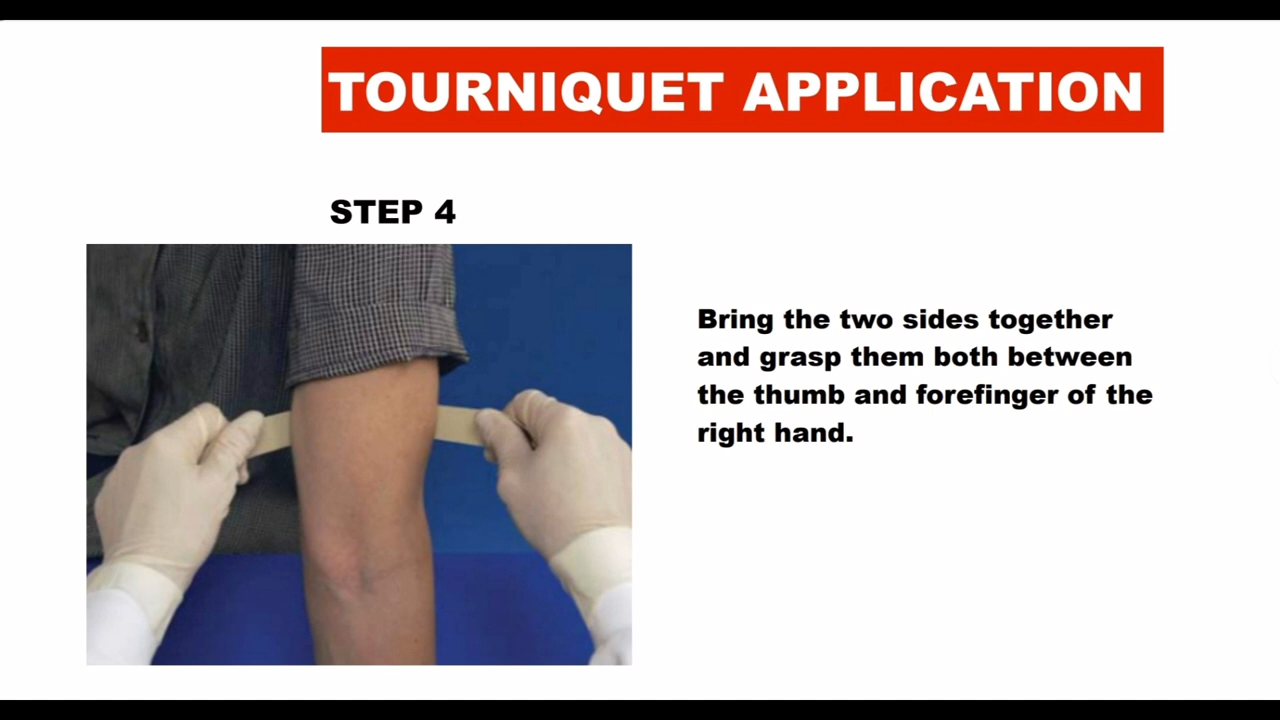 TOURNIQUET APPLICATION
STEP 4
Bring the two sides together
and grasp them both between
the thumb and forefinger of the
right hand.